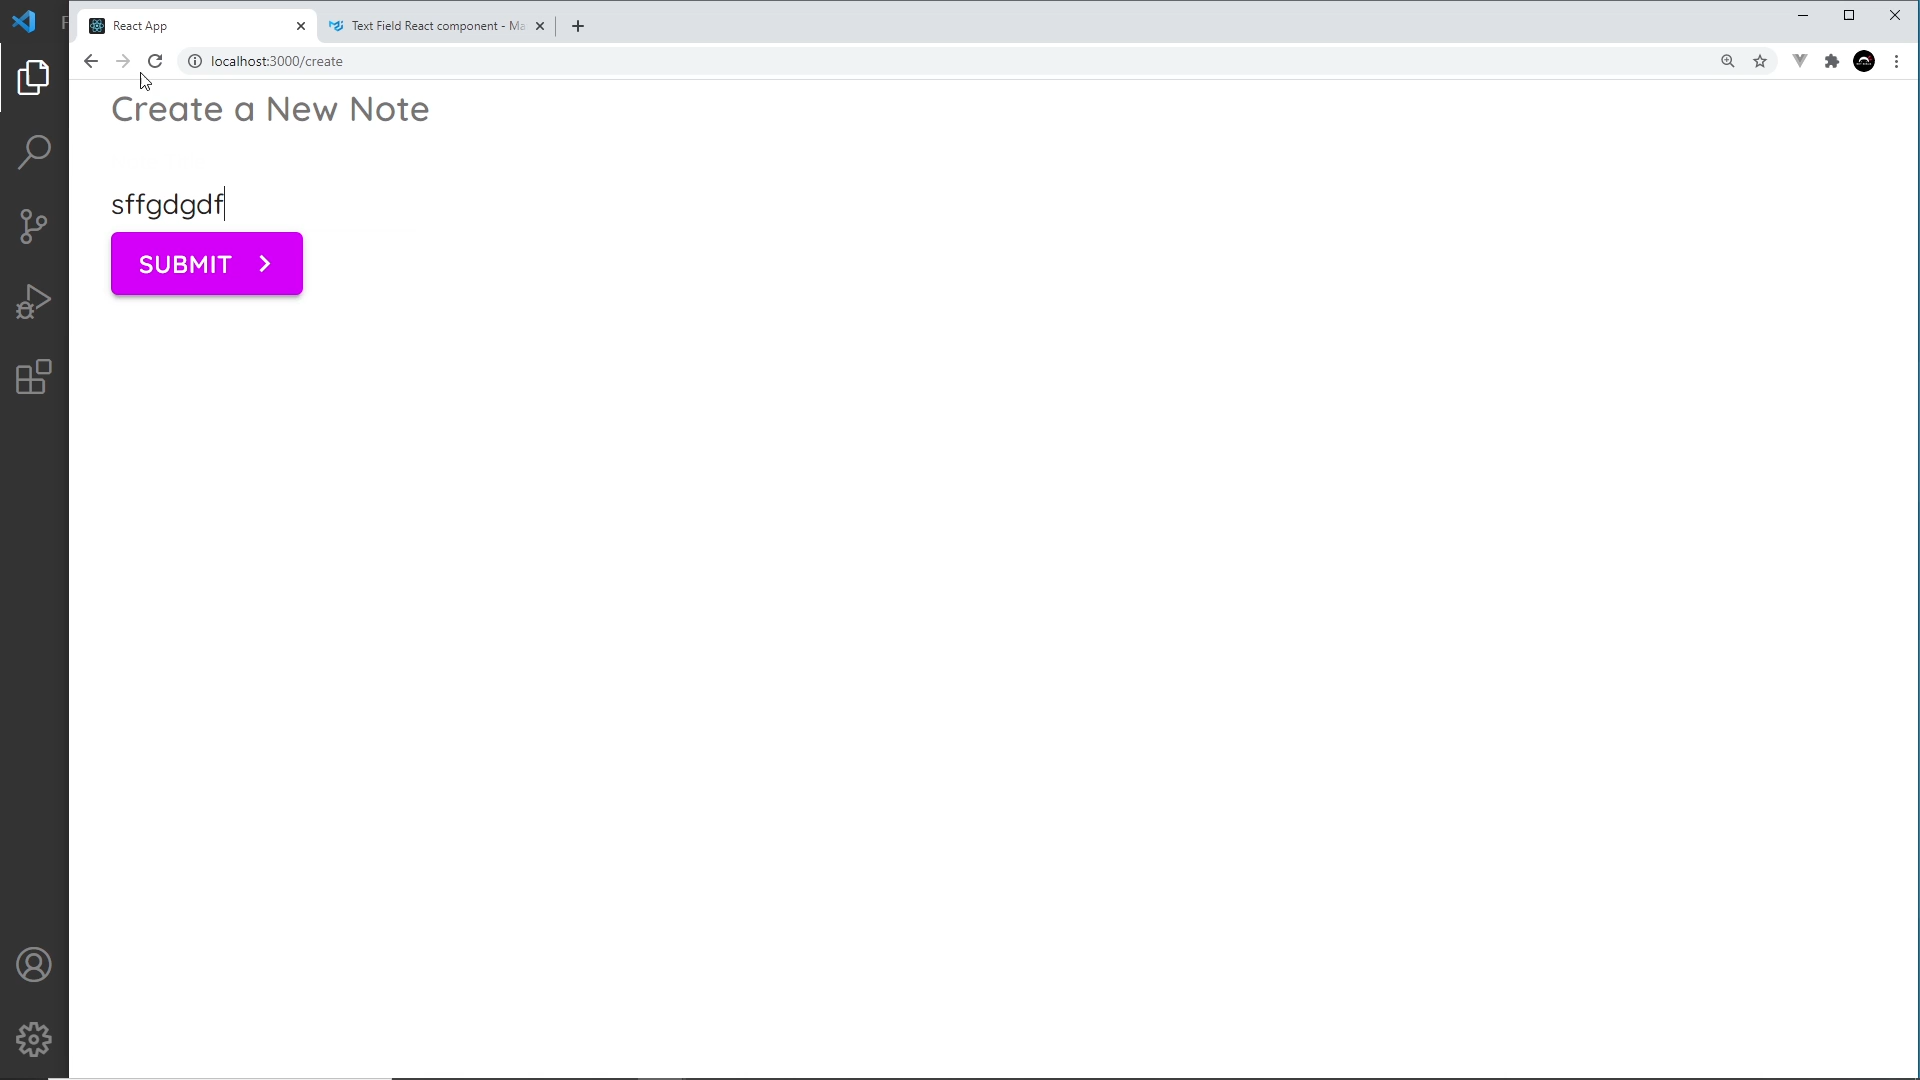 F
React App
Text Field React component - Ma
localhost:3000/create
Create a New Note
sffgdgdf
SUBMIT